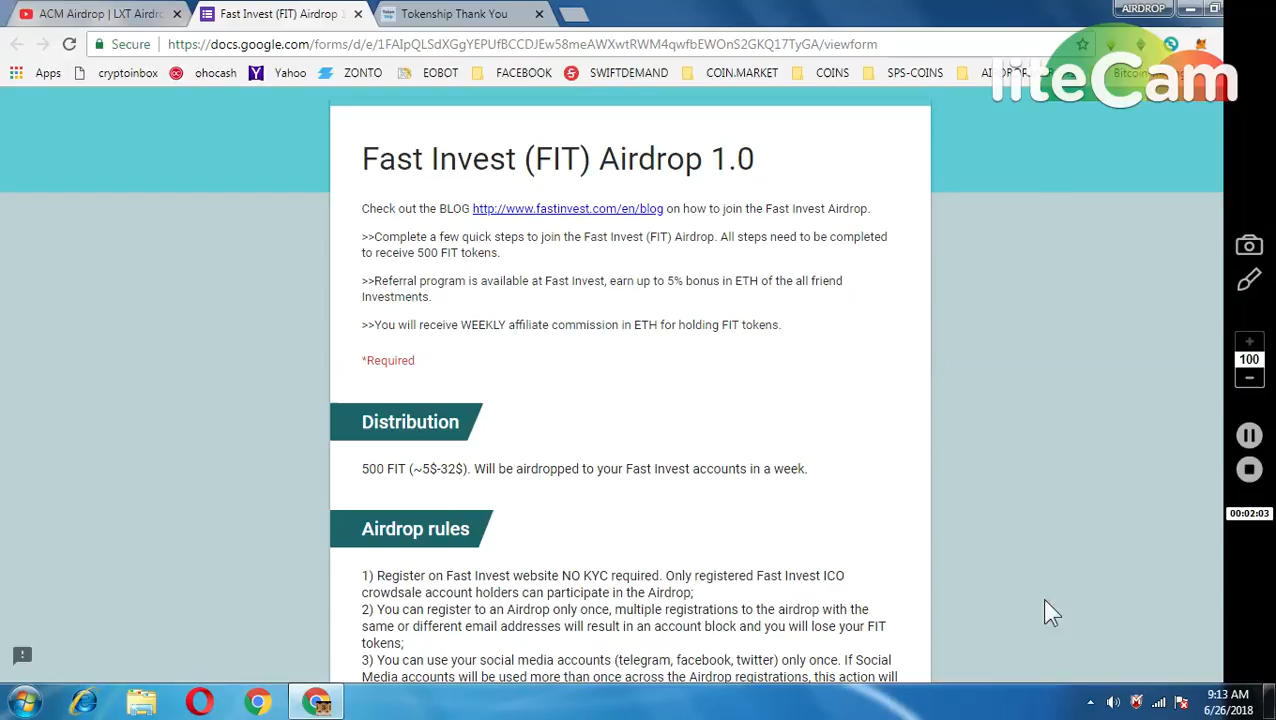 ACM Airdrop | LXT Airdro
Fast Invest (FIT) Airdrop 1
Tokenship Thank You
AIRDROP
Secure
https://docs.google.com/forms/d/e/1FAIpQLSdXGgYEPUfBCCDJEw58meAWXwtRWM4qwfbEWOnS2GKQ17TyGA/viewform
Apps
cryptoinbox
ohocash
Yahoo
ZONTO
EOBOT
FACEBOOK
SWIFTDEMAND
COIN.MARKET
COINS
SPS-COINS
liteCam
Fast Invest (FIT) Airdrop 1.0
Check out the BLOG http://www.fastinvest.com/en/blog on how to join the Fast Invest Airdrop.
>>Complete a few quick steps to join the Fast Invest (FIT) Airdrop. All steps need to be completed
to receive 500 FIT tokens.
>>Referral program is available at Fast Invest, earn up to 5% bonus in ETH of the all friend
Investments.
>>You will receive WEEKLY affiliate commission in ETH for holding FIT tokens.
*Required
Distribution
500 FIT (~5$-32$). Will be airdropped to your Fast Invest accounts in a week.
Airdrop rules
1) Register on Fast Invest website NO KYC required. Only registered Fast Invest ICO
crowdsale account holders can participate in the Airdrop;
2) You can register to an Airdrop only once, multiple registrations to the airdrop with the
same or different email addresses will result in an account block and you will lose your FIT
tokens;
3) You can use your social media accounts (telegram, facebook, twitter) only once. If Social
Media accounts will be used more than once across the Airdrop registrations, this action will
100
00:02:03
9:13 AM
6/26/2018